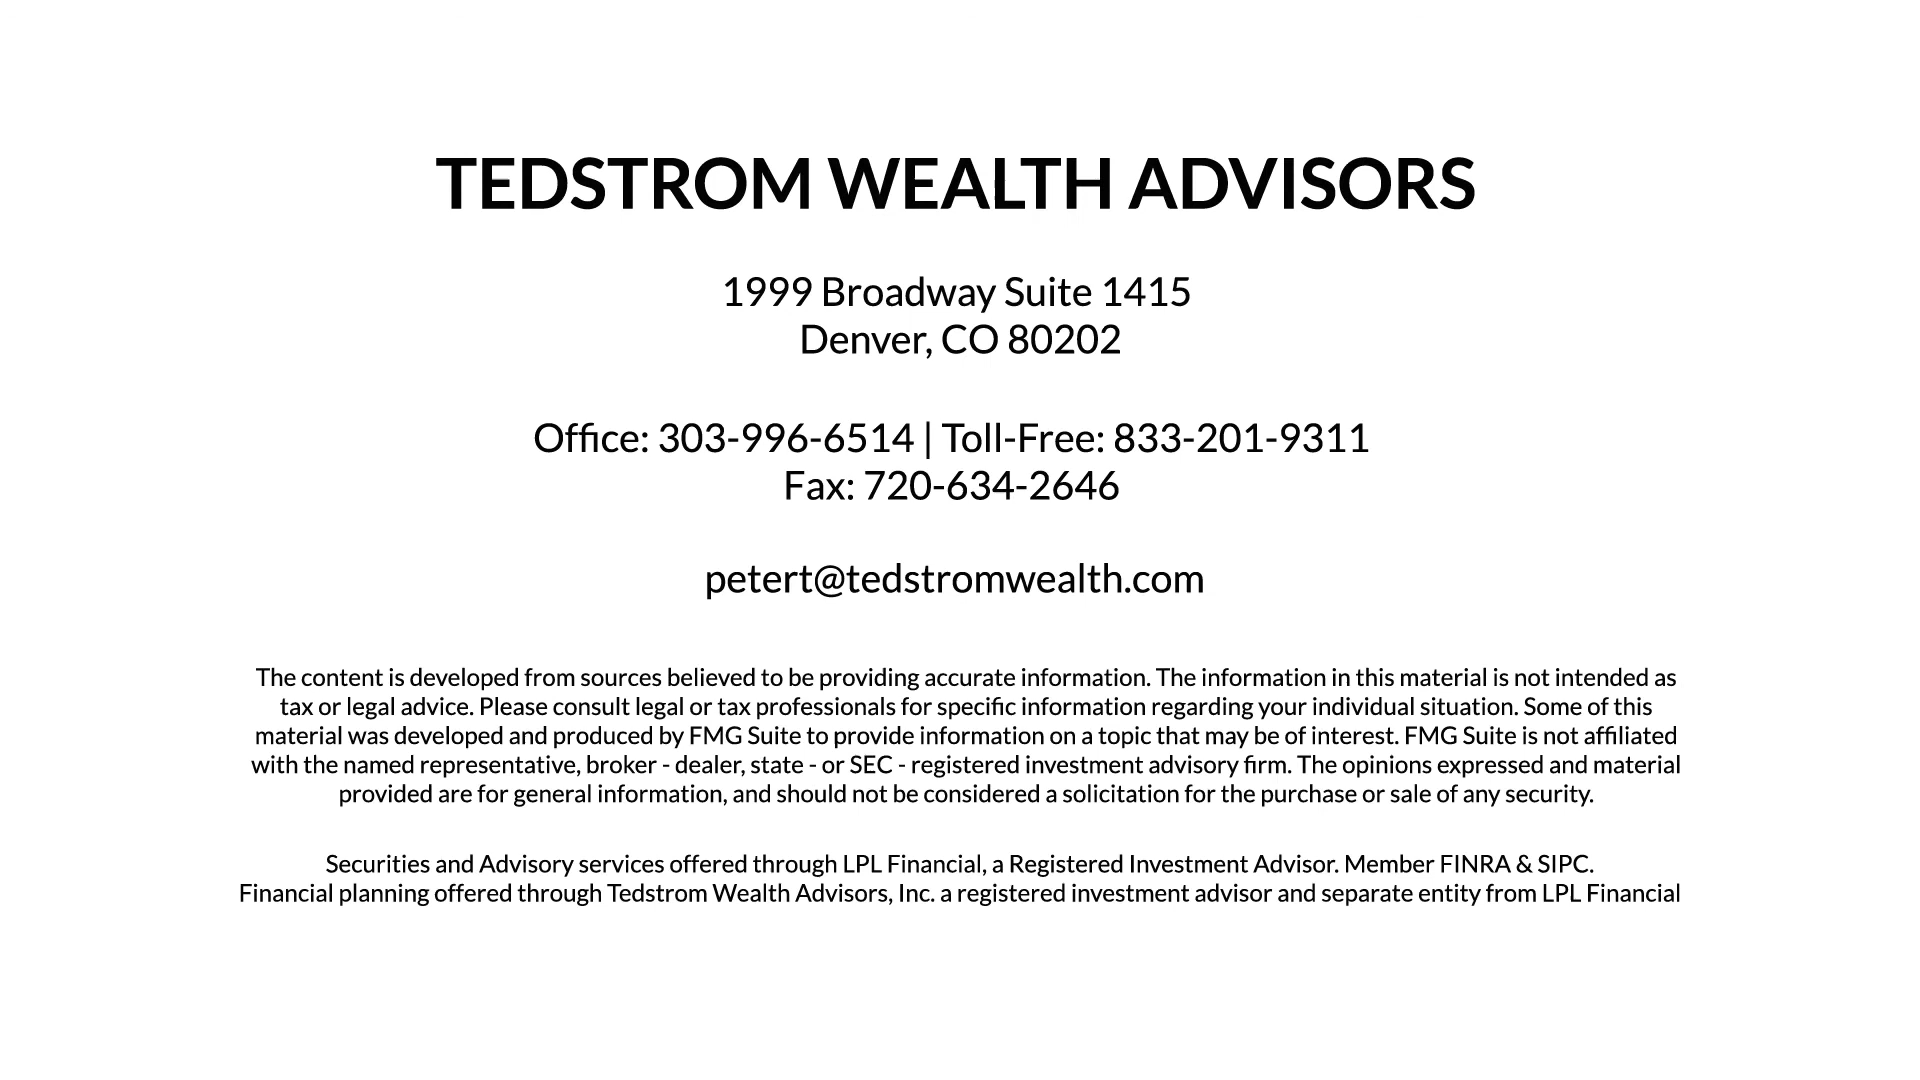 TEDSTROM WEALTH ADVISORS
1999 Broadway Suite 1415
Denver, CO 80202
Office: 303-996-6514 | Toll-Free: 833-201-9311
Fax: 720-634-2646
petert@tedstromwealth.com
The content is developed from sources believed to be providing accurate information. The information in this material is not intended as
tax or legal advice. Please consult legal or tax professionals for specific information regarding your individual situation. Some of this
material was developed and produced by FMG Suite to provide information on a topic that may be of interest. FMG Suite is not affiliated
with the named representative, broker - dealer, state - or SEC - registered investment advisory firm. The opinions expressed and material
provided are for general information, and should not be considered a solicitation for the purchase or sale of any security.
Securities and Advisory services offered through LPL Financial, a Registered Investment Advisor. Member FINRA & SIPC.
Financial planning offered through Tedstrom Wealth Advisors, Inc. a registered investment advisor and separate entity from LPL Financial